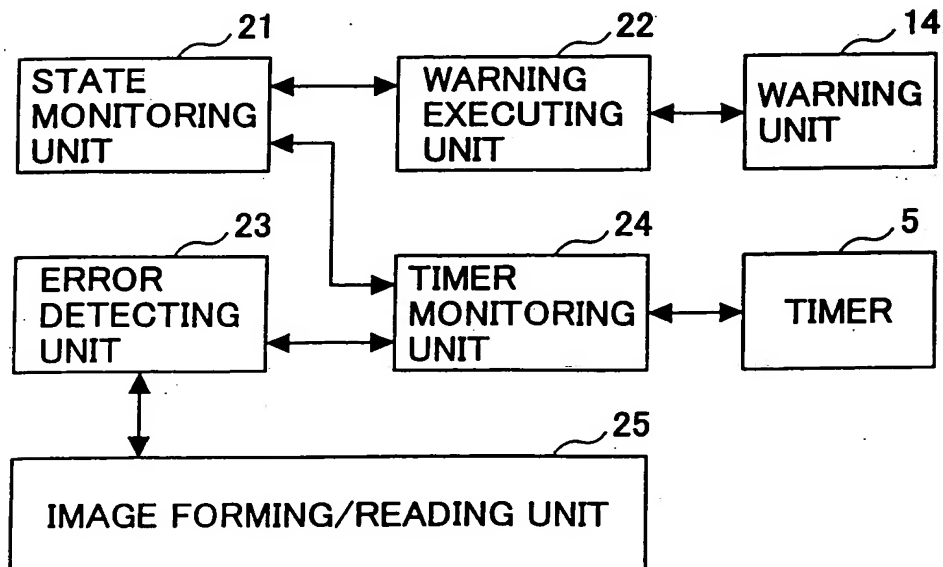 21
STATE
MONITORING
UNIT
22
WARNING
EXECUTING
UNIT
14
WARNING
UNIT
23
ERROR
DETECTING
UNIT
24
TIMER
MONITORING
UNIT
5
TIMER
25
IMAGE FORMING/READING UNIT